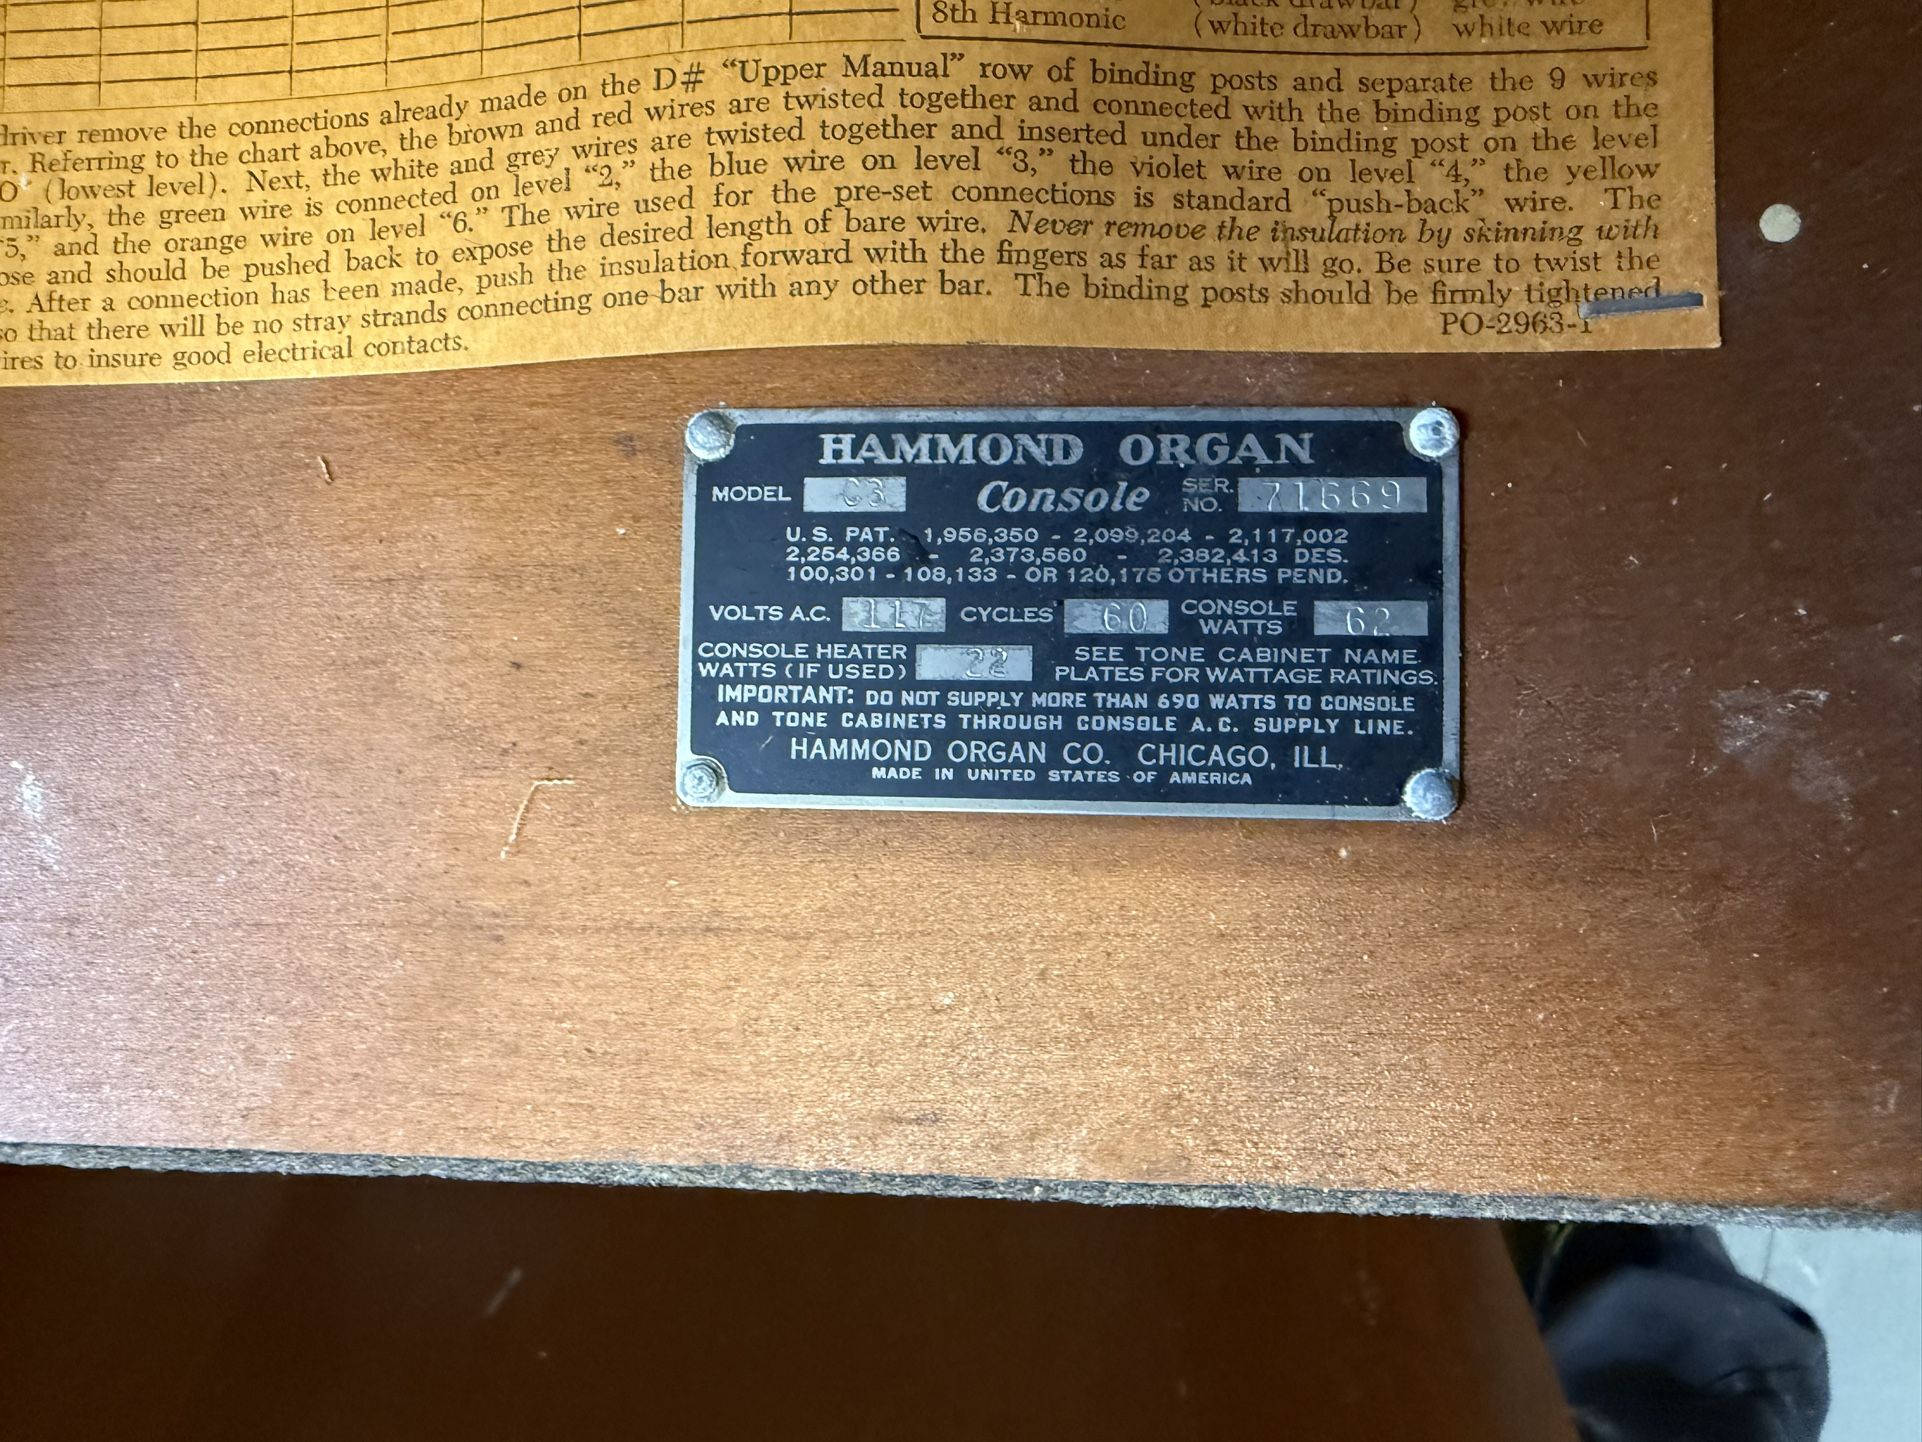 8th Harmonic (white drawbar) white wire
driver remove the connections already made on the D# “Upper Manual” row of binding posts and separate the 9 wires
r. Referring to the chart above, the brown and red wires are twisted together and connected with the binding post on the
(lowest level). Next, the white and grey wires are twisted together and inserted under the binding post on the level
milarly, the green wire is connected on level “2,” the blue wire on level “3,” the violet wire on level “4,” the yellow
5,” and the orange wire on level “6.” The wire used for the pre-set connections is standard “push-back” wire. The
ose and should be pushed back to expose the desired length of bare wire. Never remove the insulation by skinning with
e. After a connection has been made, push the insulation forward with the fingers as far as it will go. Be sure to twist the
so that there will be no stray strands connecting one bar with any other bar. The binding posts should be firmly tightened
ires to insure good electrical contacts.
PO-2963-1
HAMMOND ORGAN
MODEL C3 Console SER. NO. 71669
U.S. PAT. 1,956,350 - 2,099,204 - 2,117,002
2,254,366 - 2,373,560 - 2,382,413 DES.
100,301 - 108,133 - OR 120,175 OTHERS PEND.
VOLTS A.C. 117 CYCLES 60 CONSOLE WATTS 62
CONSOLE HEATER WATTS (IF USED) 22 SEE TONE CABINET NAME
PLATES FOR WATTAGE RATINGS.
IMPORTANT: DO NOT SUPPLY MORE THAN 690 WATTS TO CONSOLE
AND TONE CABINETS THROUGH CONSOLE A.C. SUPPLY LINE.
HAMMOND ORGAN CO. CHICAGO, ILL.
MADE IN UNITED STATES OF AMERICA